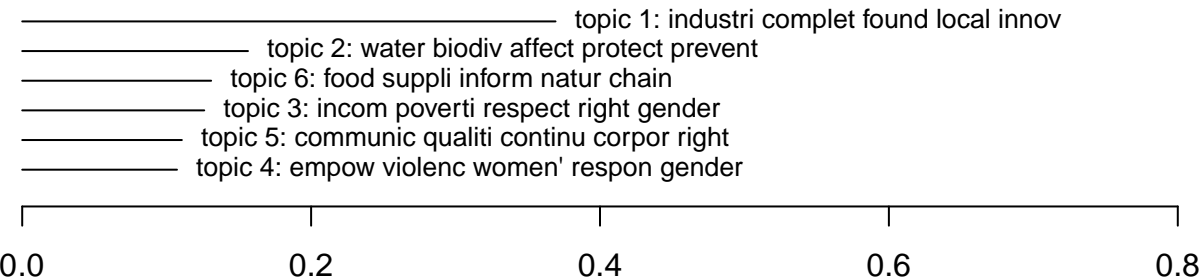 topic 1: industri complet found local innov
topic 2: water biodiv affect protect prevent
topic 6: food suppli inform natur chain
topic 3: incom poverti respect right gender
topic 5: communic qualiti continu corpor right
topic 4: empow violenc women' respon gender
0.0 0.2 0.4 0.6 0.8